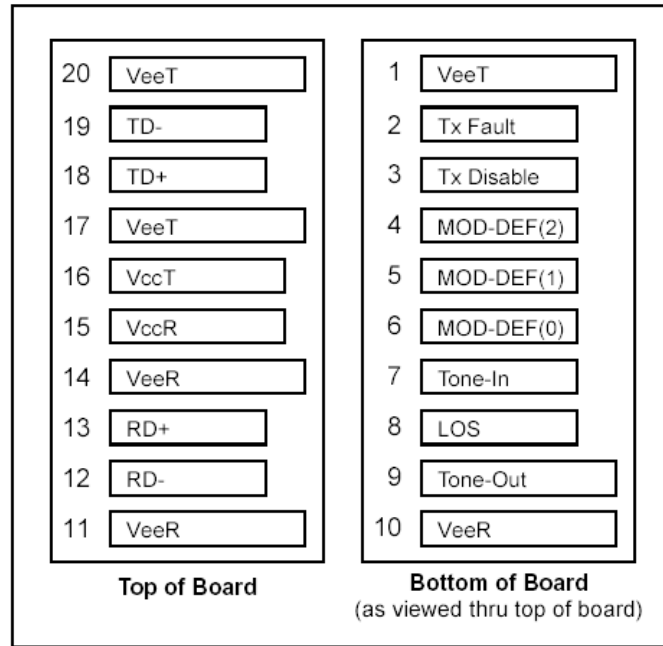 20 VeeT
19 TD-
18 TD+
17 VeeT
16 VccT
15 VccR
14 VeeR
13 RD+
12 RD-
11 VeeR
Top of Board
1 VeeT
2 Tx Fault
3 Tx Disable
4 MOD-DEF(2)
5 MOD-DEF(1)
6 MOD-DEF(0)
7 Tone-In
8 LOS
9 Tone-Out
10 VeeR
Bottom of Board
(as viewed thru top of board)